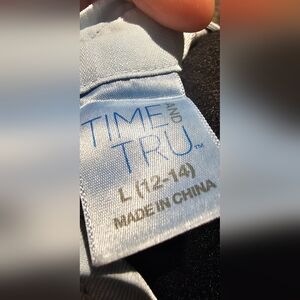 TIME AND
TRU™
L (12-14)
MADE IN CHINA